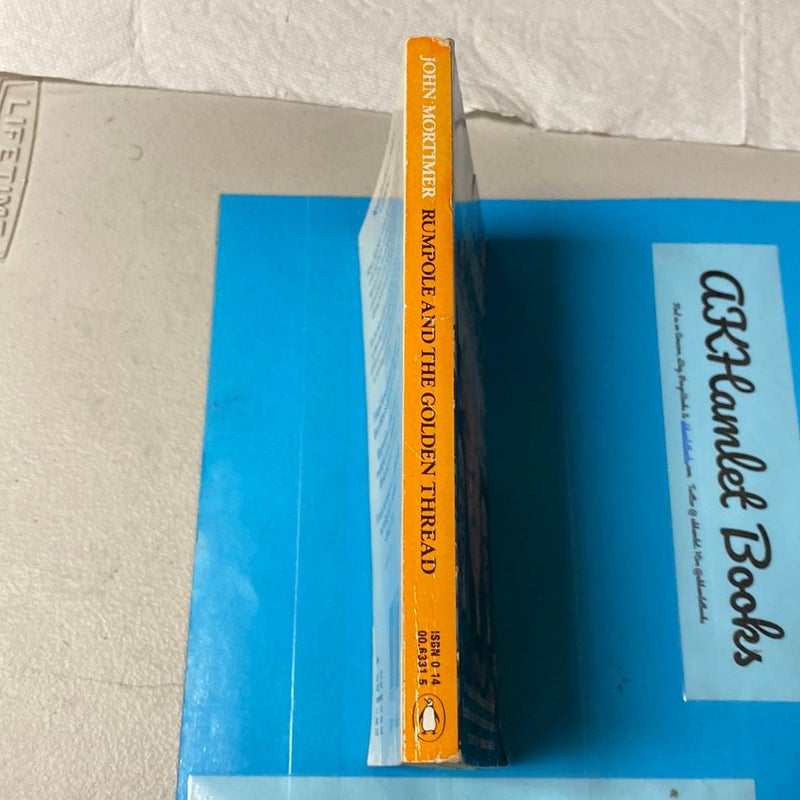 LIFETIME
JOHN MORTIMER RUMPOLE AND THE GOLDEN THREAD
ISBN 0 14
00.6331 5
AKHamlet Books